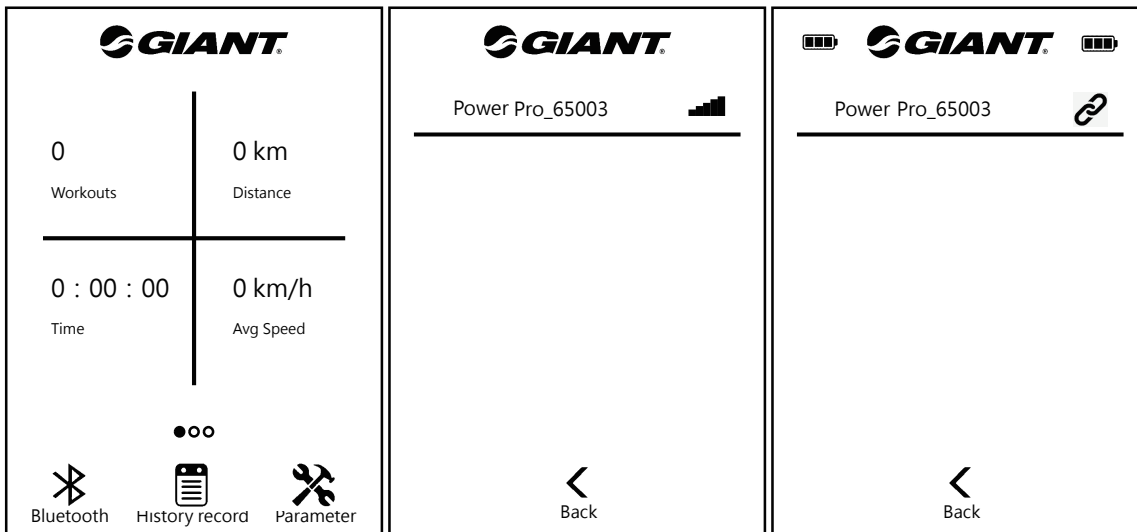 GIANT
0
Workouts
0 km
Distance
0 : 00 : 00
Time
0 km/h
Avg Speed
Bluetooth
History record
Parameter
GIANT
Power Pro_65003
Back
GIANT
Power Pro_65003
Back